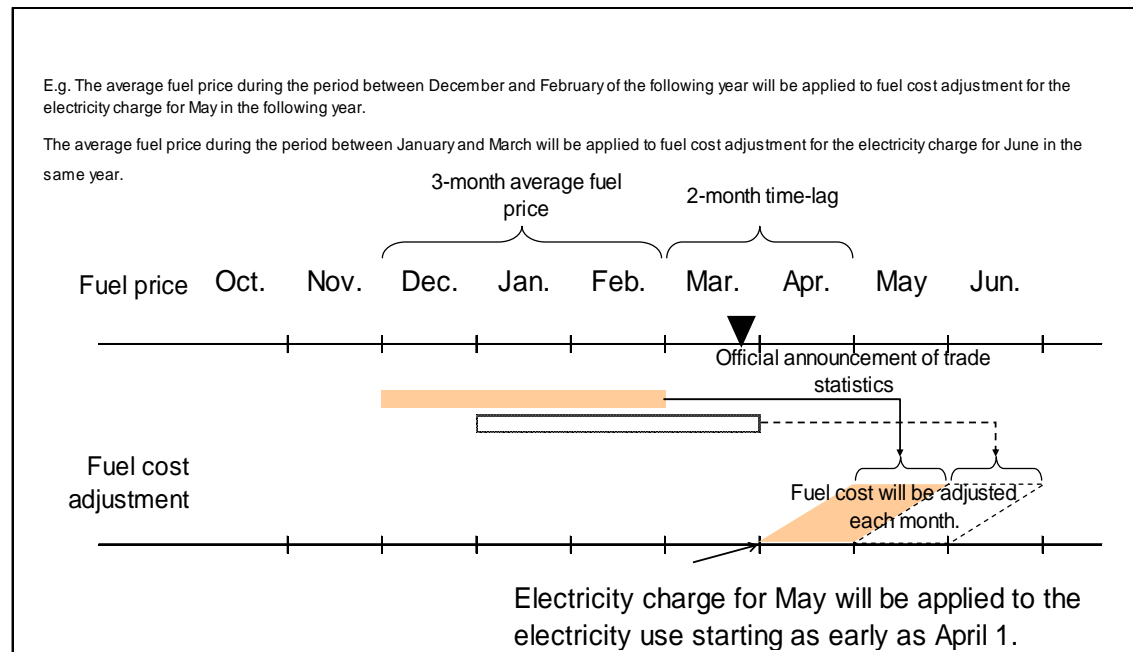 E.g. The average fuel price during the period between December and February of the following year will be applied to fuel cost adjustment for the
electricity charge for May in the following year.
The average fuel price during the period between January and March will be applied to fuel cost adjustment for the electricity charge for June in the
same year.
3-month average fuel
price
2-month time-lag
Fuel price Oct. Nov. Dec. Jan. Feb. Mar. Apr. May Jun.
Official announcement of trade
statistics
Fuel cost
adjustment
Fuel cost will be adjusted
each month.
Electricity charge for May will be applied to the
electricity use starting as early as April 1.